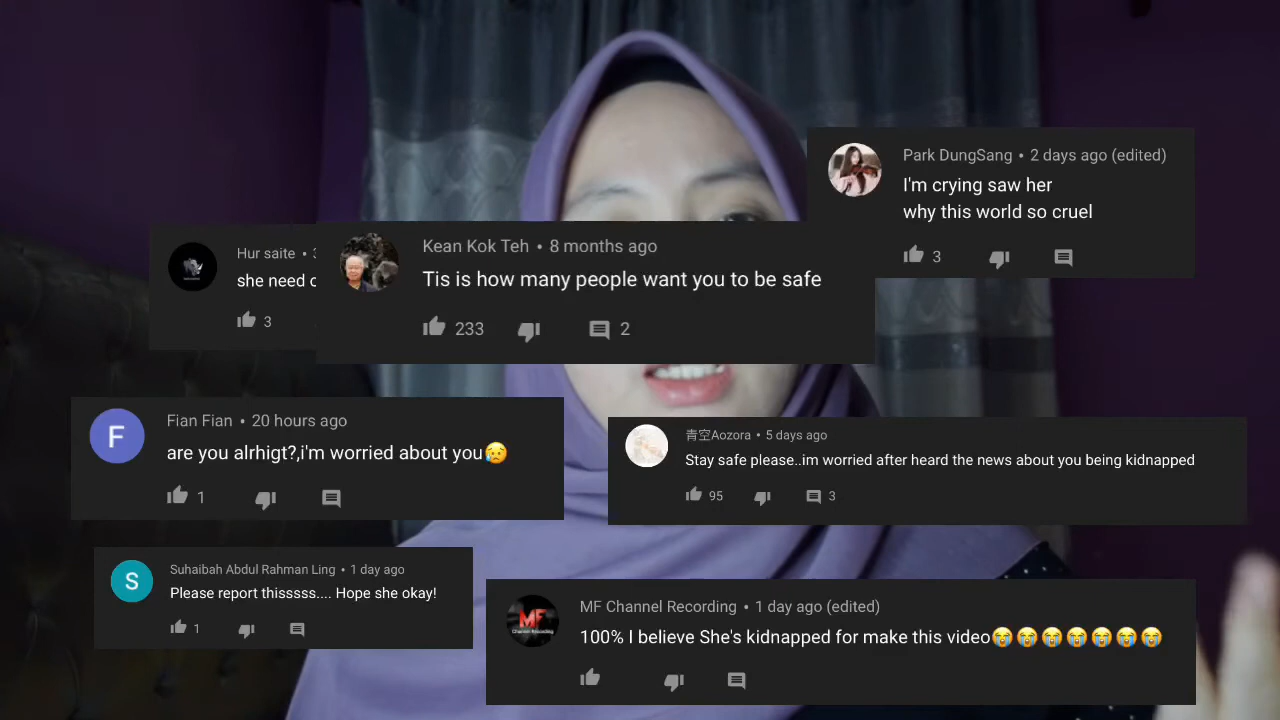 Park DungSang • 2 days ago (edited)
I'm crying saw her
why this world so cruel
3
Hur saite • 3
she need
3
Kean Kok Teh • 8 months ago
Tis is how many people want you to be safe
233 2
F
Fian Fian • 20 hours ago
are you alrhigt?,i'm worried about you😥
1
青空Aozora • 5 days ago
Stay safe please..im worried after heard the news about you being kidnapped
95 3
S
Suhaibah Abdul Rahman Ling • 1 day ago
Please report thisssss.... Hope she okay!
1
MF
Channel Recording
MF Channel Recording • 1 day ago (edited)
100% I believe She's kidnapped for make this video😭😭😭😭😭😭😭